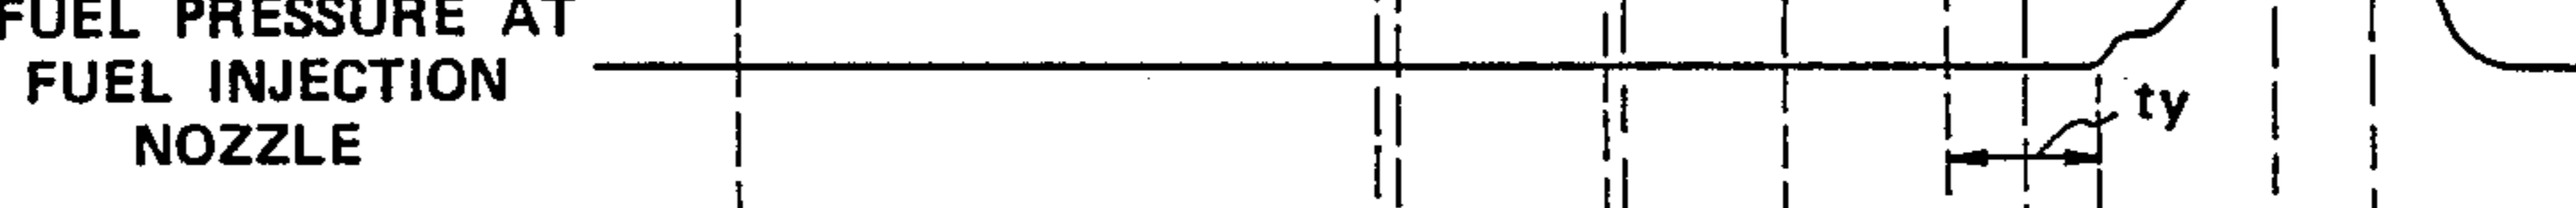 FUEL PRESSURE AT
FUEL INJECTION
NOZZLE
ty